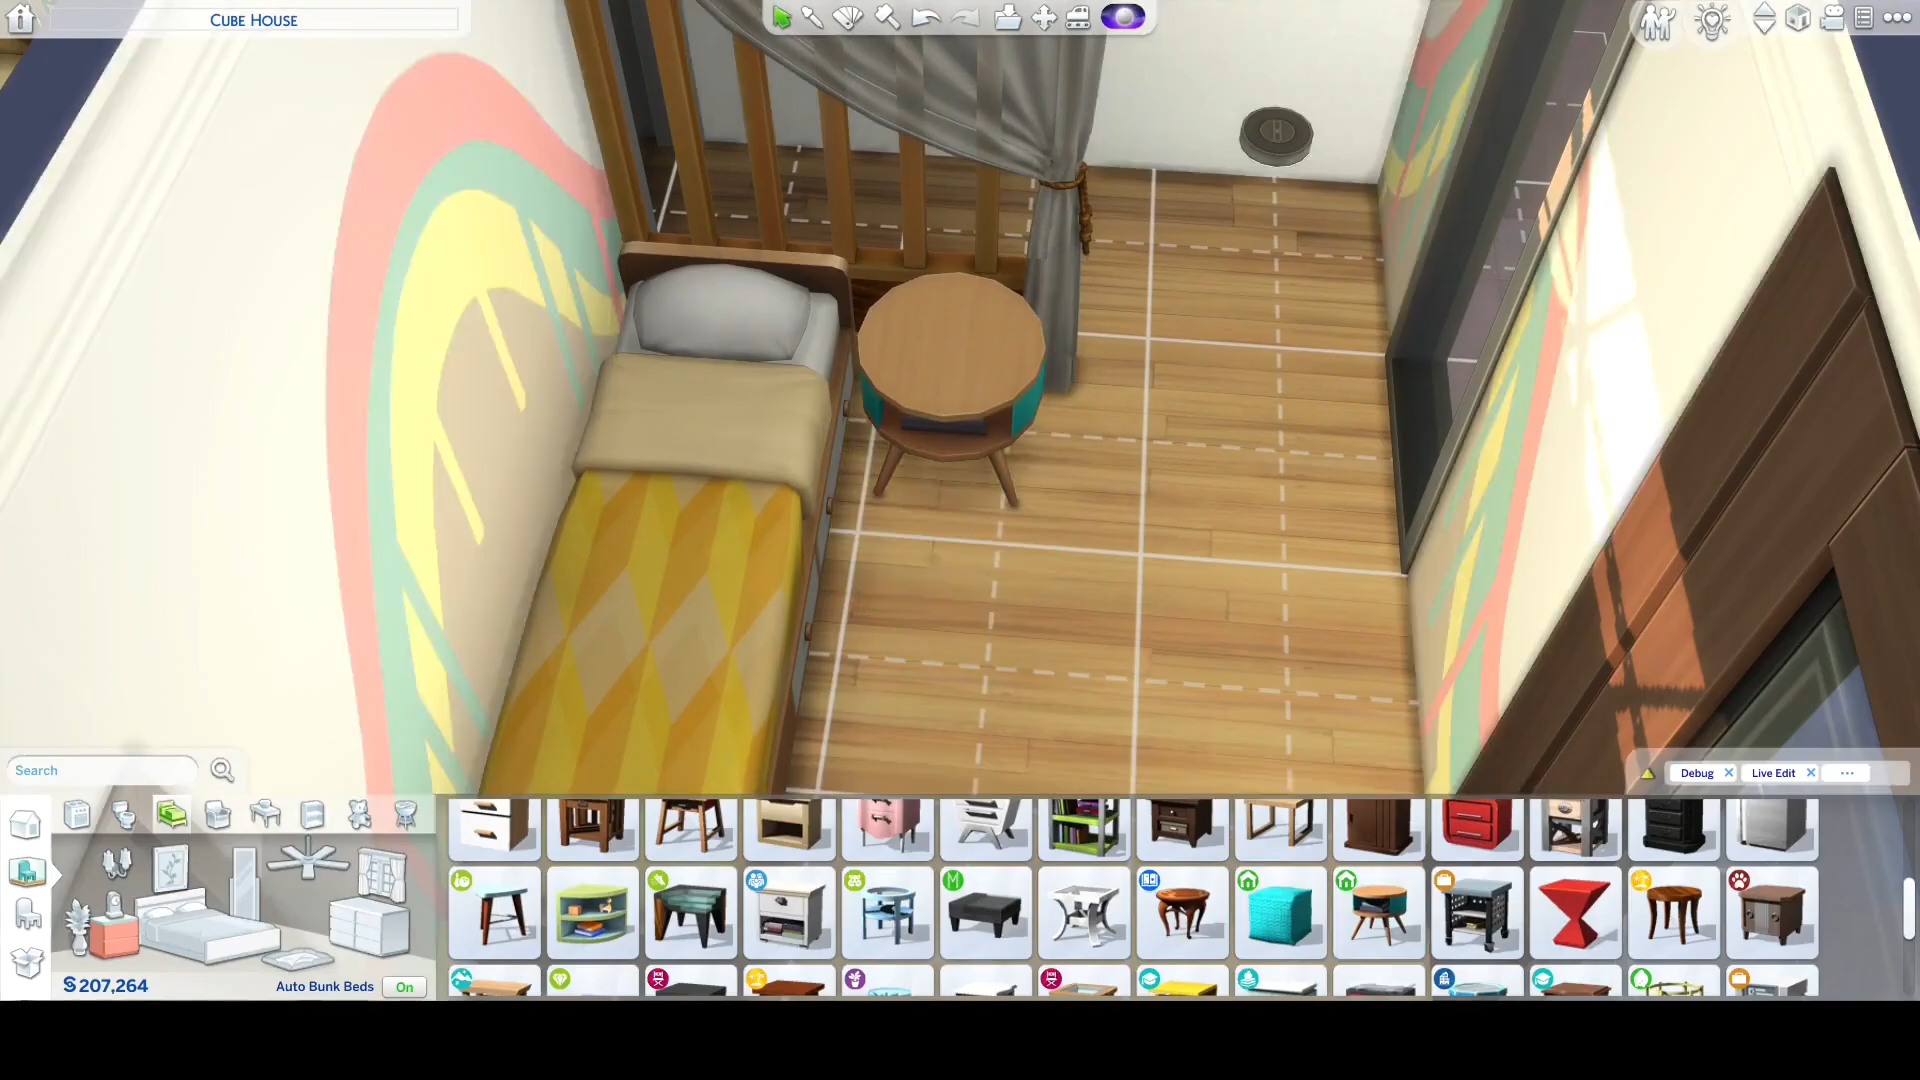 CUBE HOUSE
Search
Debug
Live Edit
207,264
Auto Bunk Beds
On